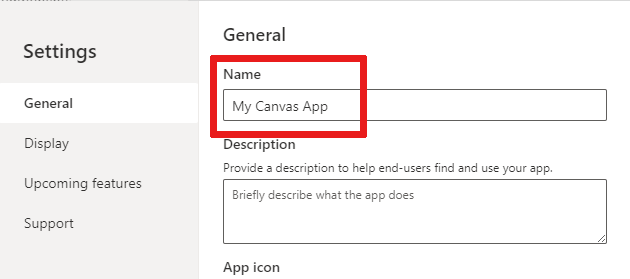 Settings
General
Display
Upcoming features
Support
General
Name
My Canvas App
Description
Provide a description to help end-users find and use your app.
Briefly describe what the app does
App icon